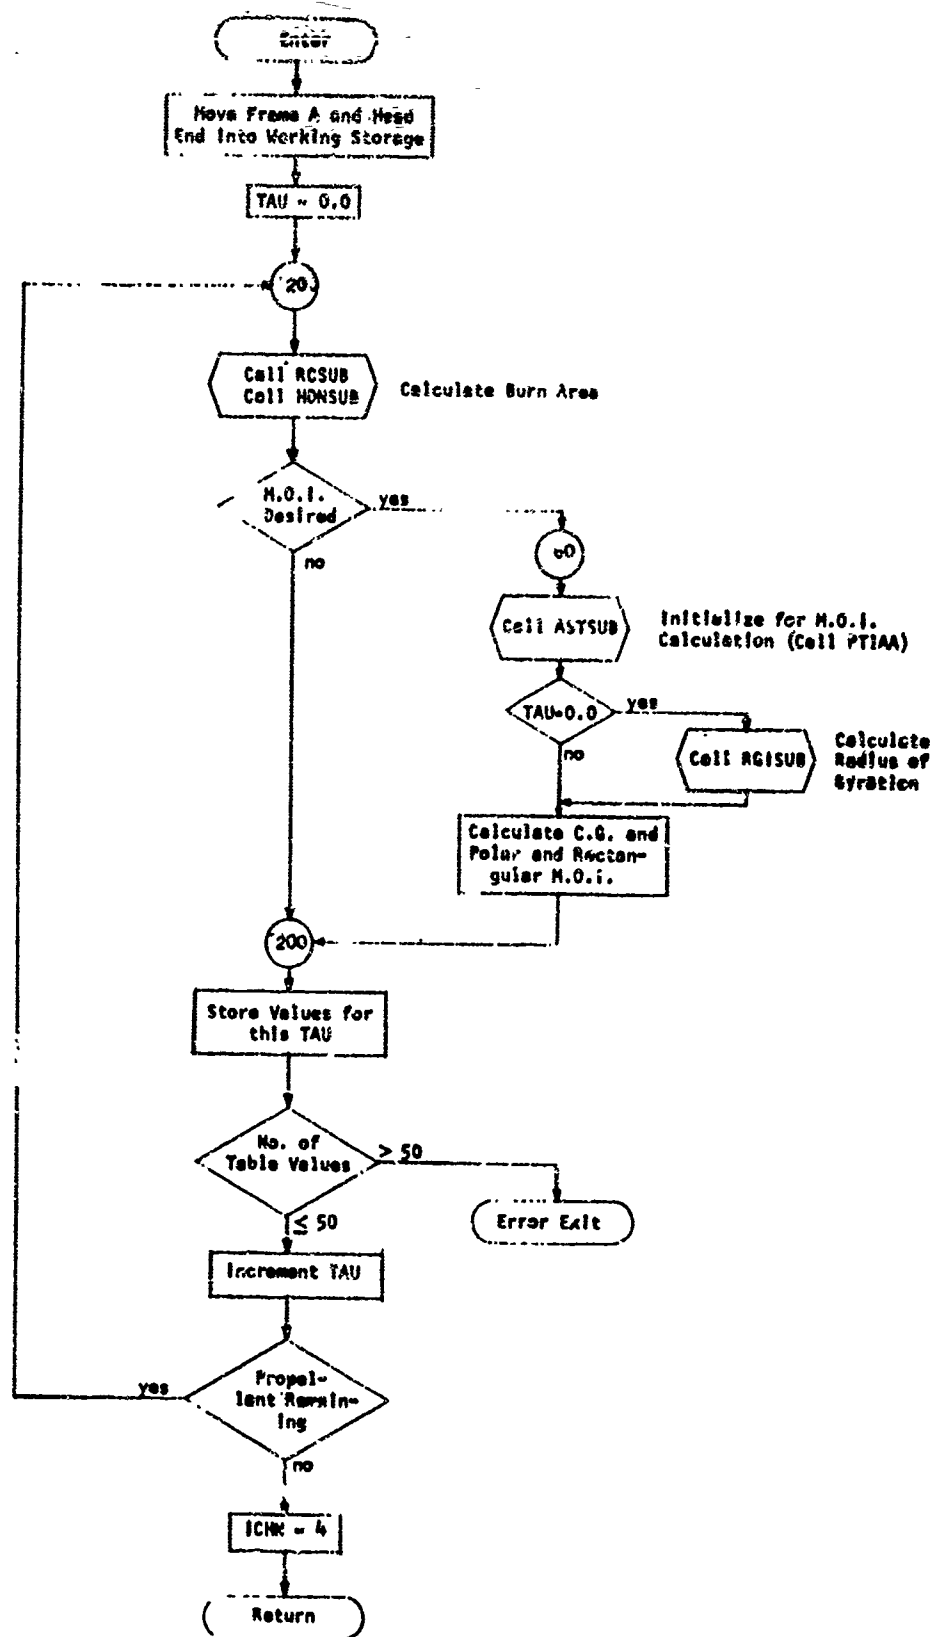 Enter
Move Frame A and Head
End Into Working Storage
TAU = 0.0
20
Call RCSUB
Call HDNSUB
Calculate Burn Area
M.O.I.
Desired
yes
no
60
Call ASTSUB
Initialize for M.O.I.
Calculation (Call PTIAA)
TAU=0.0
yes
no
Call RGISUB
Calculate
Radius of
Gyration
Calculate C.G. and
Polar and Rectan-
gular M.O.I.
200
Store Values for
this TAU
No. of
Table Values
> 50
Error Exit
≤ 50
Increment TAU
Propel-
lant Remain-
ing
yes
no
= 4
Return